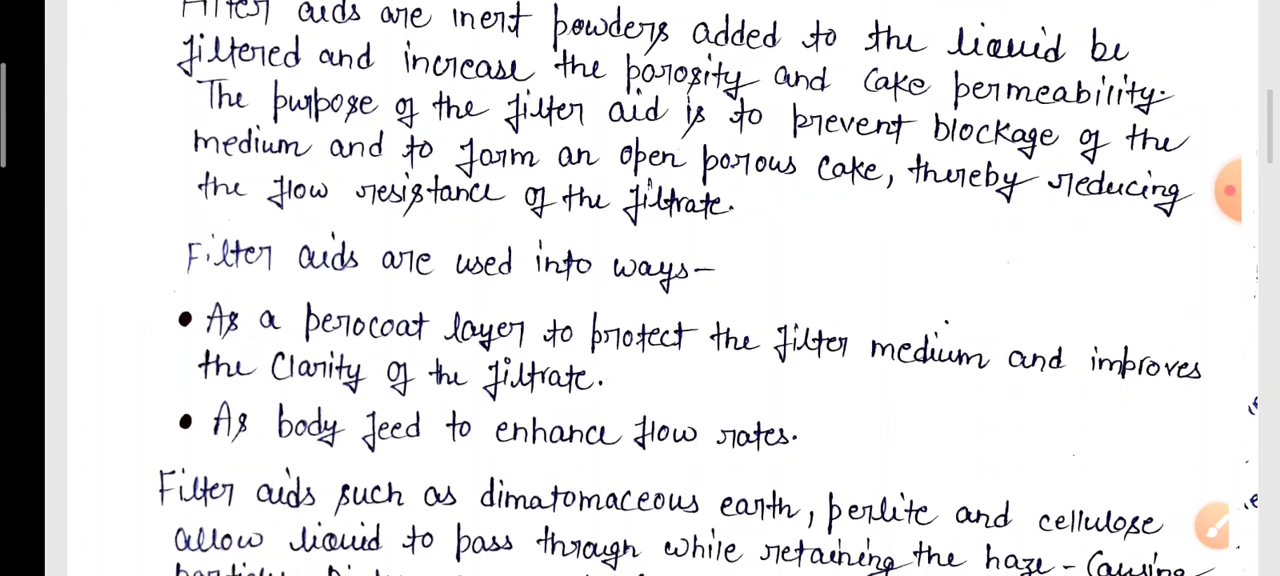 Filter aids are inert powders added to the liquid be
filtered and increase the porosity and cake permeability.
The purpose of the filter aid is to prevent blockage of the
medium and to form an open porous cake, thereby reducing
the flow resistance of the filtrate.
Filter aids are used into ways-
• As a perocoat layer to protect the filter medium and improves
the Clarity of the filtrate.
• As body feed to enhance flow rates.
Filter aids such as dimatomaceous earth, perlite and cellulose
allow liquid to pass through while retaining the haze - Causing